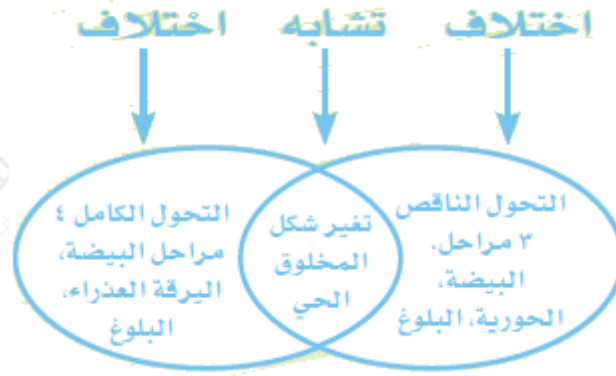 اختلاف
تشابه
اختلاف
التحول الناقص
٣ مراحل.
البيضة،
الحورية، البلوغ
تغير شكل
المخلوق
الحي
التحول الكامل ٤
مراحل البيضة،
اليرقة العذراء،
البلوغ